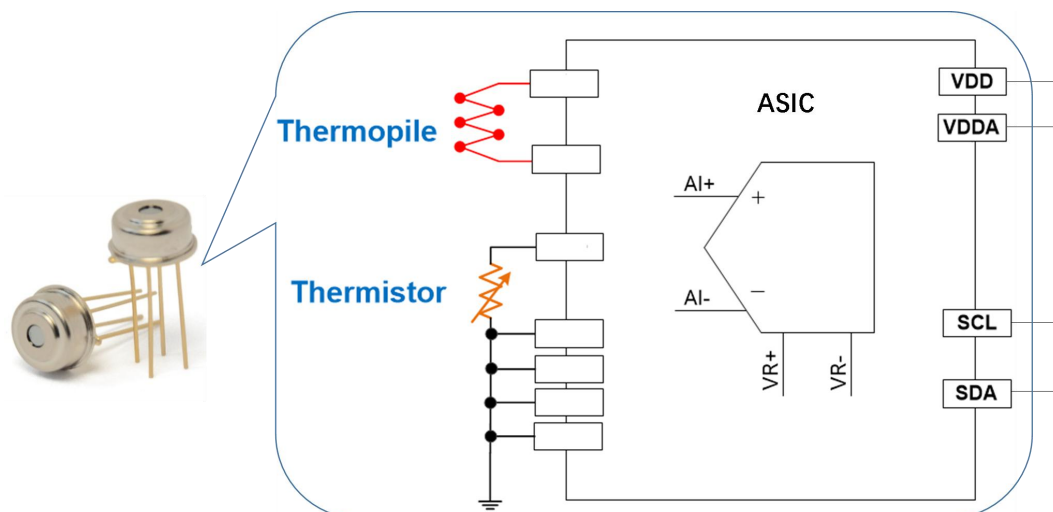 ASIC
VDD
VDDA
Thermopile
AI+
+
Thermistor
AI-
−
SCL
VR+
VR-
SDA